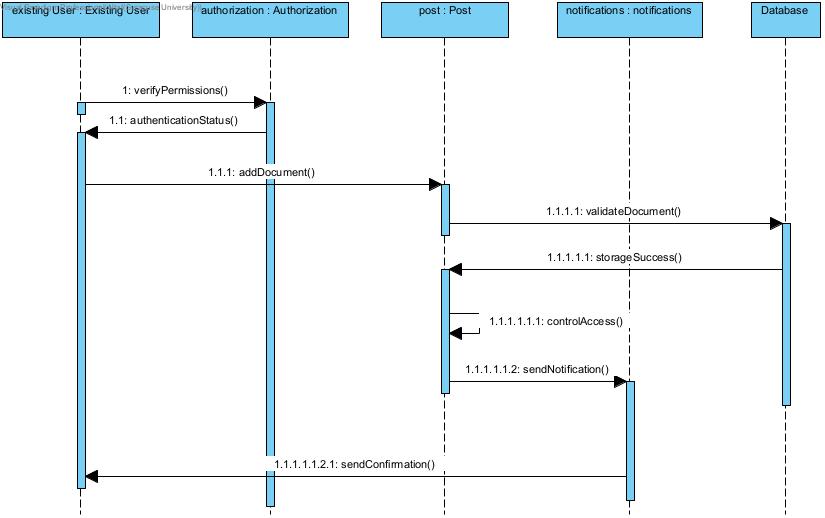 existing User : Existing User
authorization : Authorization
post : Post
notifications : notifications
Database
1: verifyPermissions()
1.1: authenticationStatus()
1.1.1: addDocument()
1.1.1.1: validateDocument()
1.1.1.1.1: storageSuccess()
1.1.1.1.1.1: controlAccess()
1.1.1.1.1.2: sendNotification()
1.1.1.1.1.2.1: sendConfirmation()